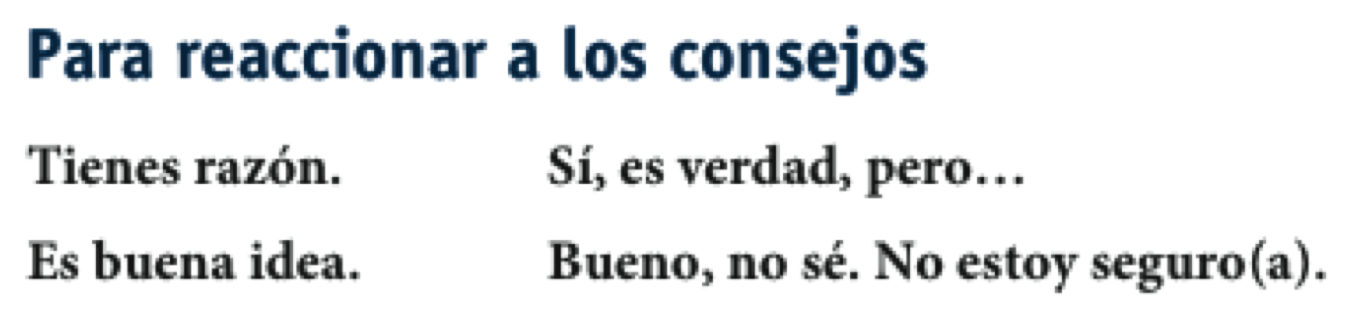 Para reaccionar a los consejos
Tienes razón. Sí, es verdad, pero…
Es buena idea. Bueno, no sé. No estoy seguro(a).